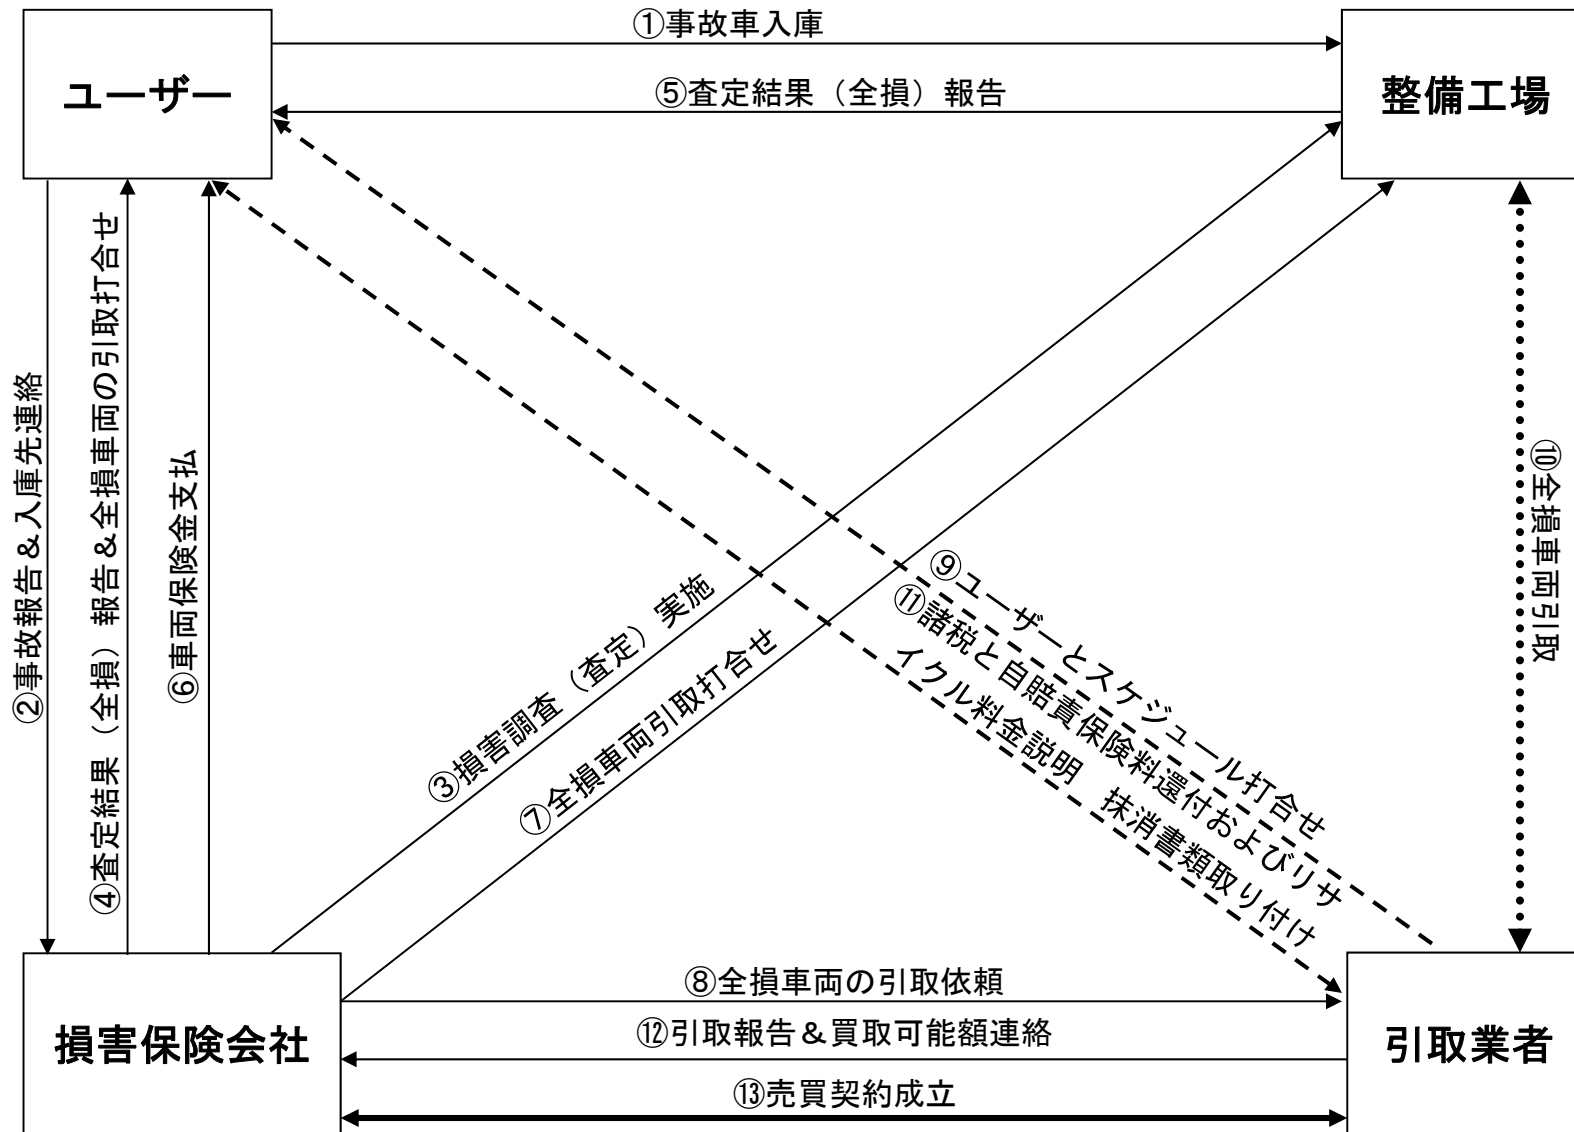 ①事故車入庫
ユーザー
整備工場
⑤査定結果（全損）報告
②事故報告＆入庫先連絡
④査定結果（全損）報告＆全損車両の引取打合せ
⑥車両保険金支払
③損害調査（査定）実施
⑦全損車両引取打合せ
⑨ユーザーとスケジュール打合せ
⑪諸税と自賠責保険料還付およびリサ
イクル料金説明　抹消書類取り付け
⑩全損車両引取
⑧全損車両の引取依頼
⑫引取報告＆買取可能額連絡
⑬売買契約成立
損害保険会社
引取業者